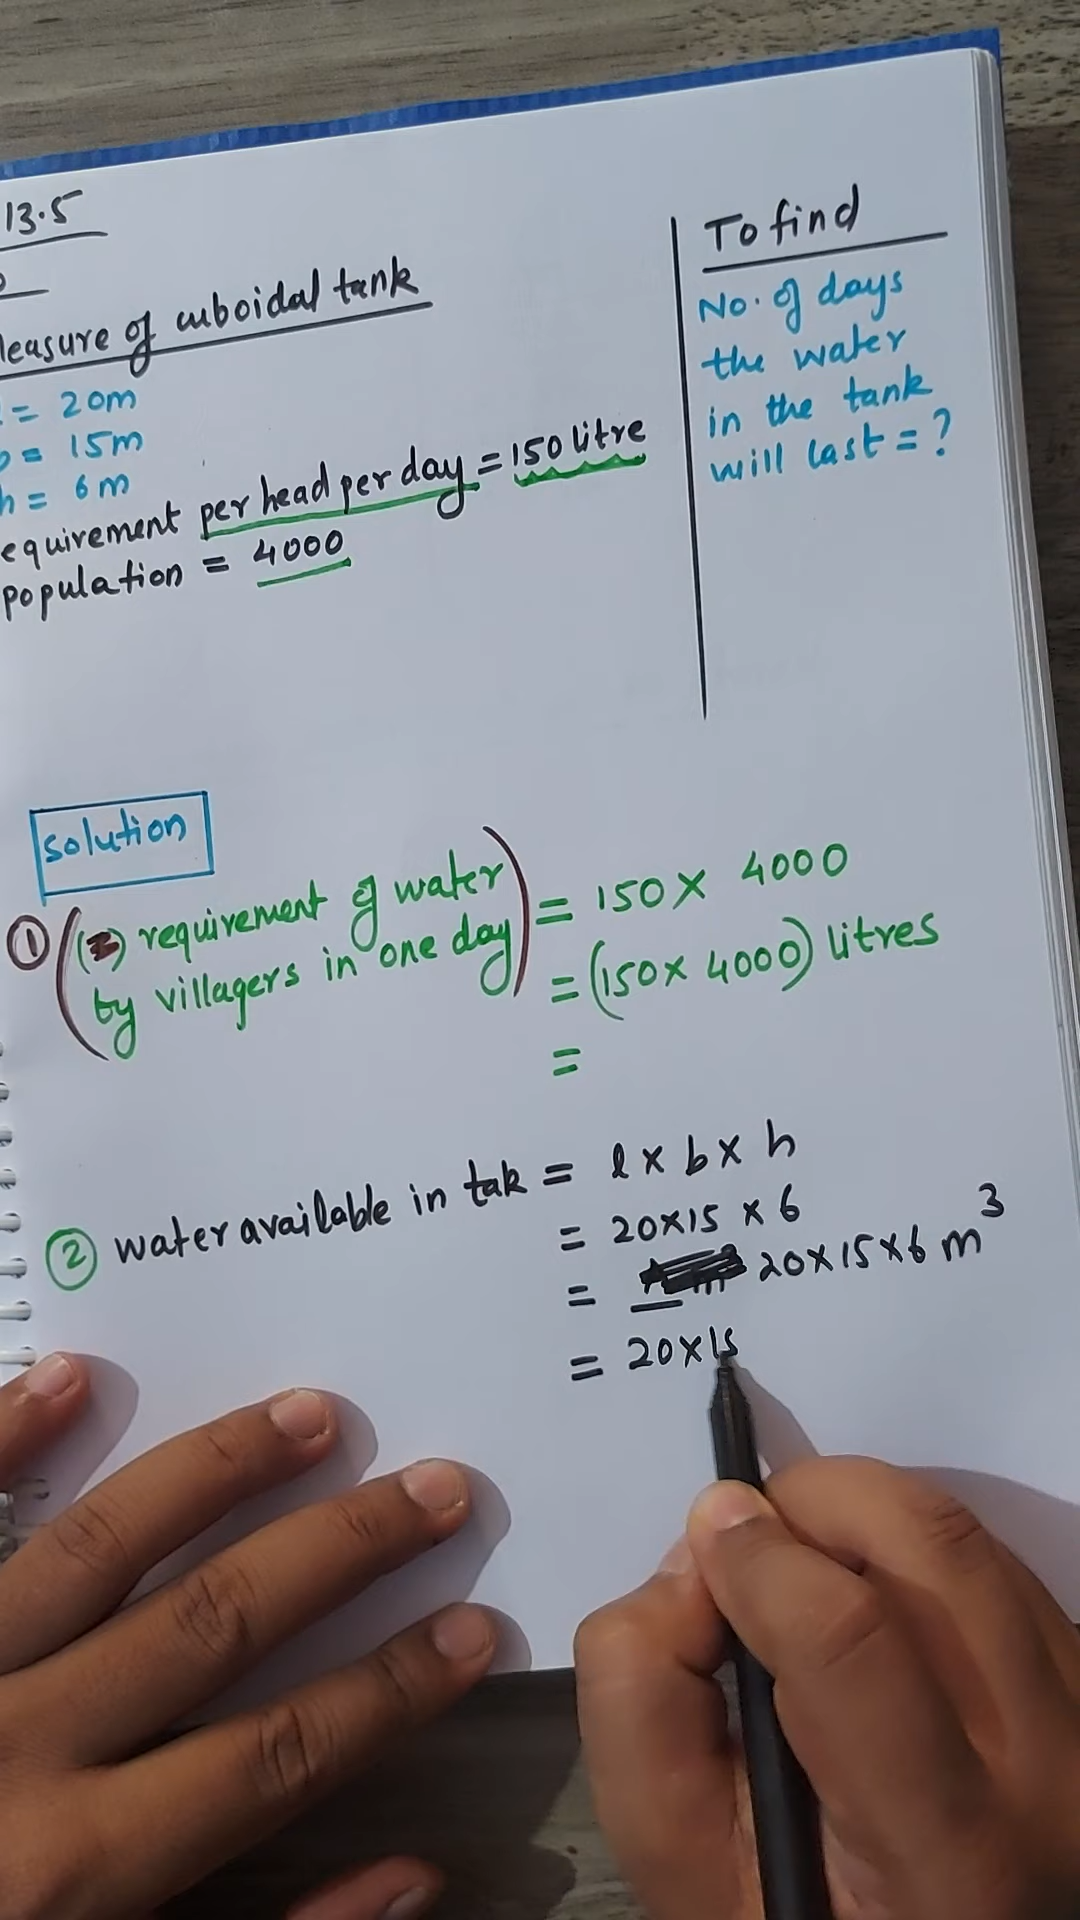 13.5
leasure of cuboidal tank
= 20m
b = 15m
h = 6m
equirement per head per day = 150 litre
population = 4000
To find
No. of days
the water
in the tank
will last = ?
solution
① requirement of water = 150 × 4000
by villagers in one day
= (150 × 4000) litres
=
② water available in tak = l × b × h
= 20×15 × 6
= 20×15×6 m³
= 20×15